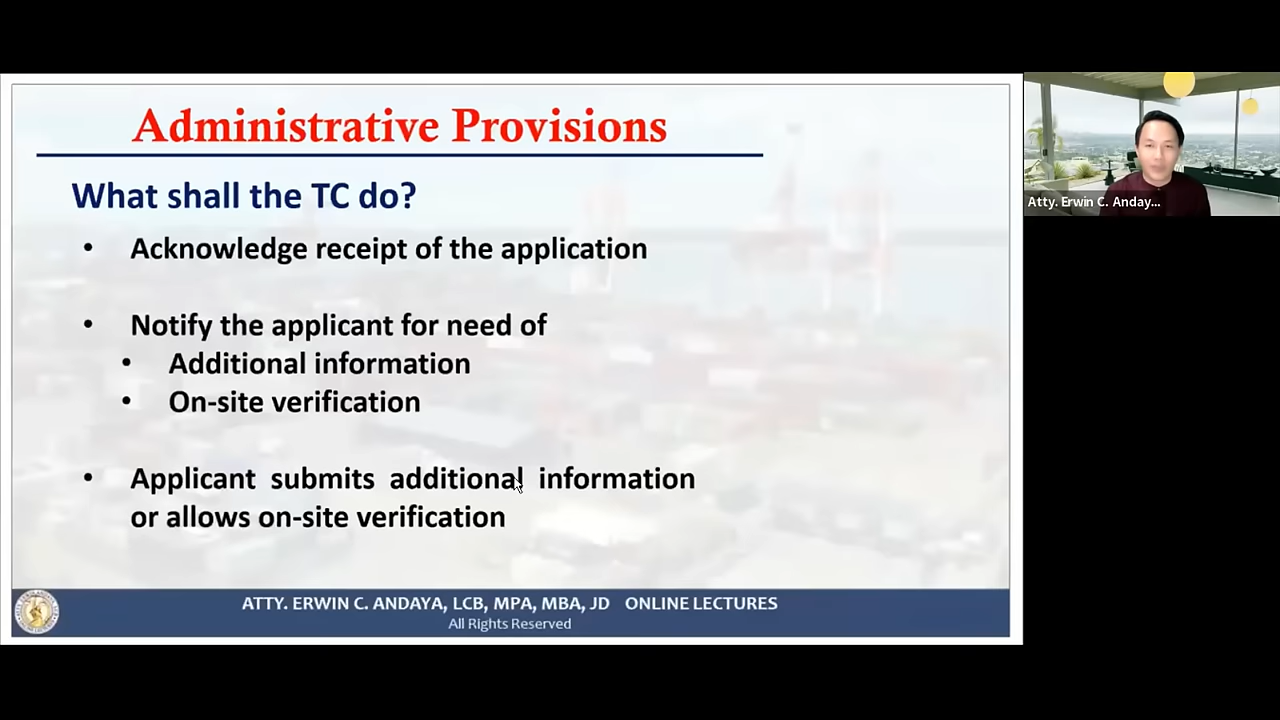 Administrative Provisions
What shall the TC do?
• Acknowledge receipt of the application
• Notify the applicant for need of
• Additional information
• On-site verification
• Applicant submits additional information
or allows on-site verification
ATTY. ERWIN C. ANDAYA, LCB, MPA, MBA, JD ONLINE LECTURES
All Rights Reserved
Atty. Erwin C. Anday...